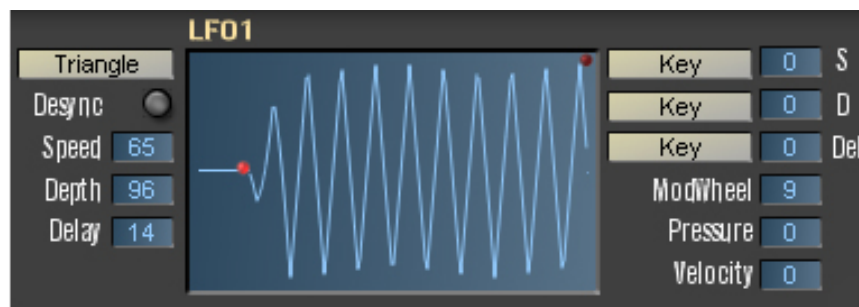 LFO1
Triangle
Desync
Speed 65
Depth 96
Delay 14
Key 0 S
Key 0 D
Key 0 Del
ModWheel 9
Pressure 0
Velocity 0